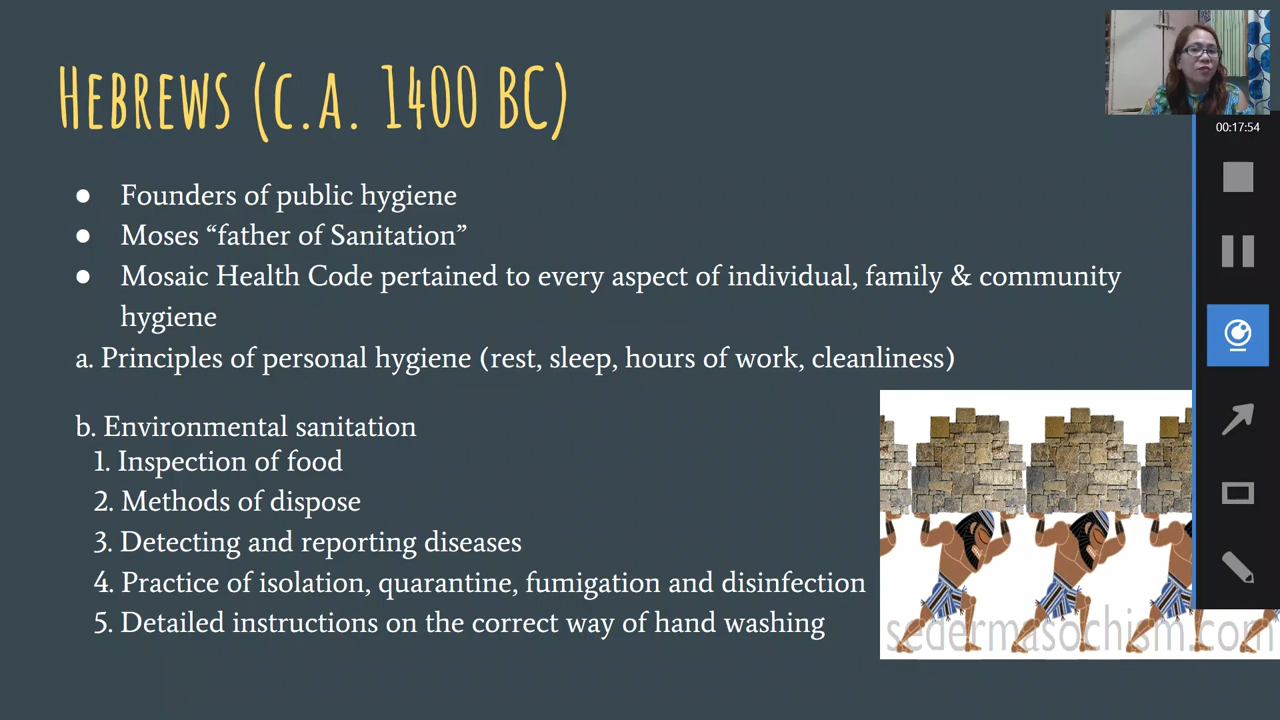 HEBREWS (C.A. 1400 BC)
00:17:54
● Founders of public hygiene
● Moses “father of Sanitation”
● Mosaic Health Code pertained to every aspect of individual, family & community
hygiene
a. Principles of personal hygiene (rest, sleep, hours of work, cleanliness)
b. Environmental sanitation
1. Inspection of food
2. Methods of dispose
3. Detecting and reporting diseases
4. Practice of isolation, quarantine, fumigation and disinfection
5. Detailed instructions on the correct way of hand washing
sedermasochism.com